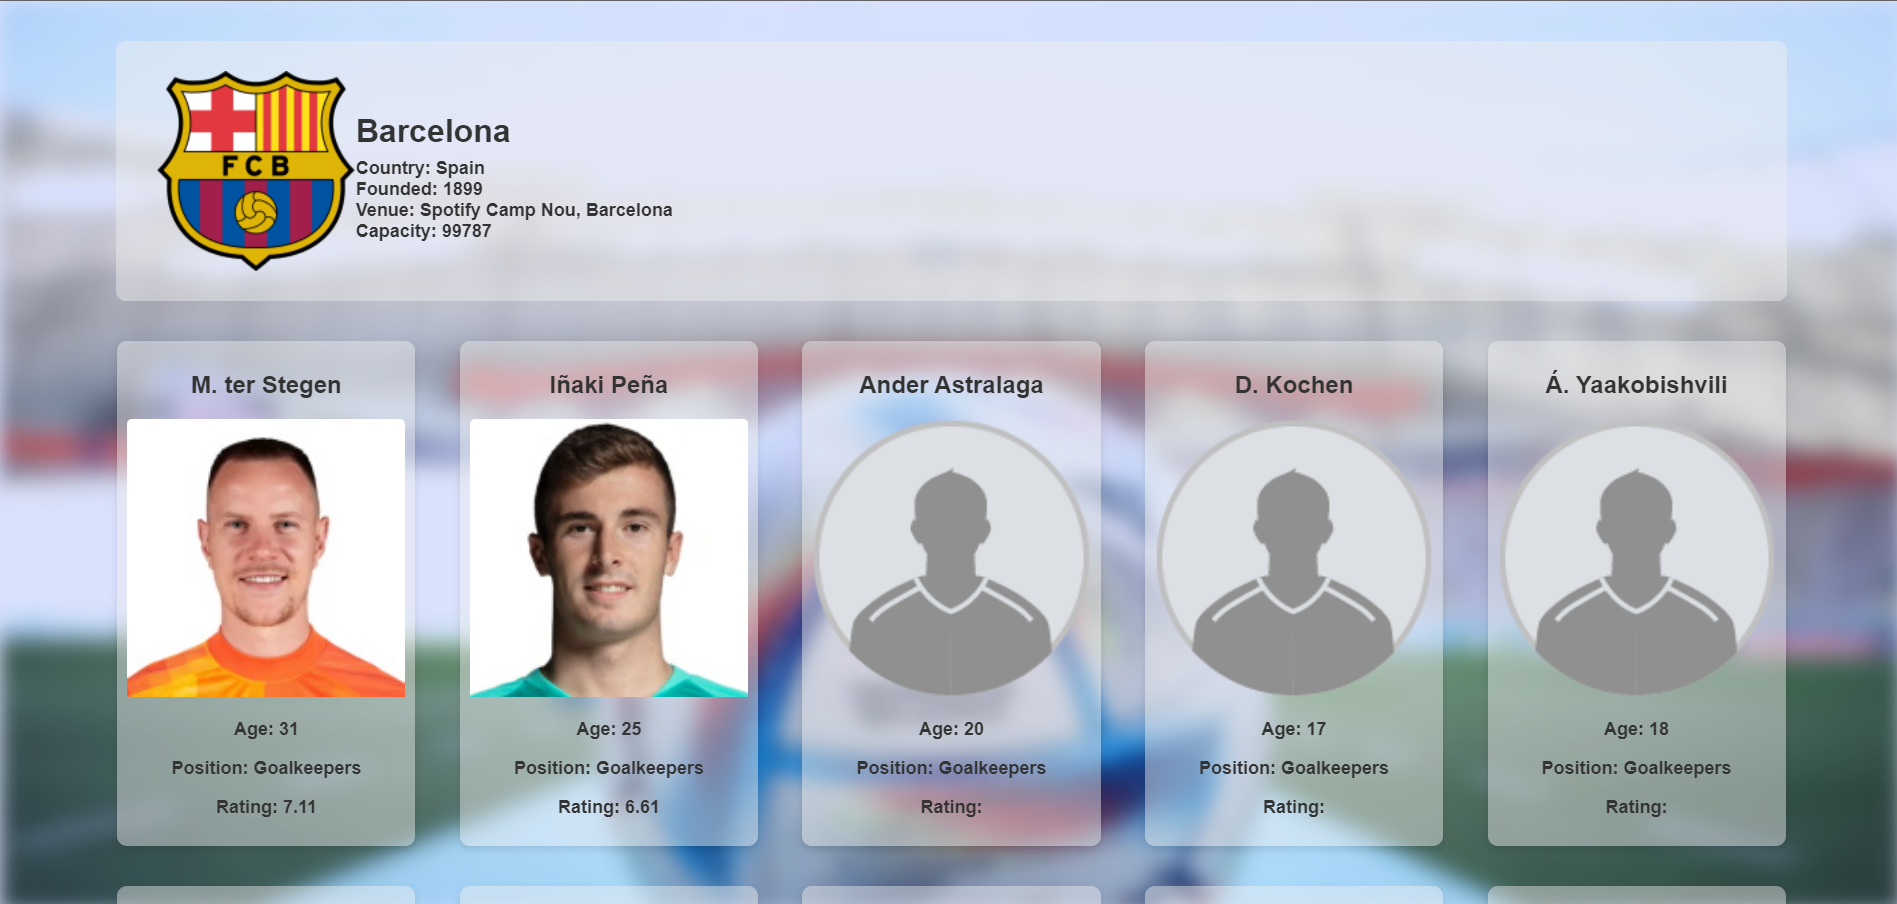 FCB
Barcelona
Country: Spain
Founded: 1899
Venue: Spotify Camp Nou, Barcelona
Capacity: 99787
M. ter Stegen
Age: 31
Position: Goalkeepers
Rating: 7.11
Iñaki Peña
Age: 25
Position: Goalkeepers
Rating: 6.61
Ander Astralaga
Age: 20
Position: Goalkeepers
Rating:
D. Kochen
Age: 17
Position: Goalkeepers
Rating:
Á. Yaakobishvili
Age: 18
Position: Goalkeepers
Rating: